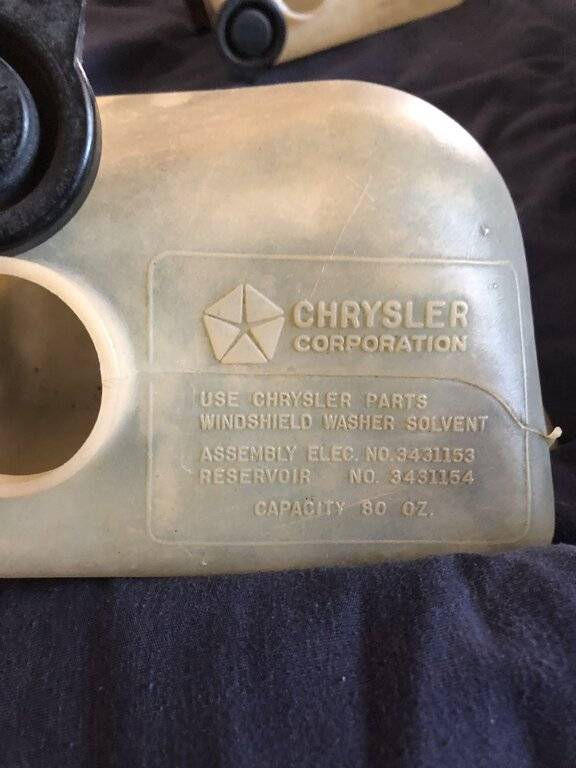 CHRYSLER
CORPORATION
USE CHRYSLER PARTS
WINDSHIELD WASHER SOLVENT
ASSEMBLY ELEC. NO. 3431153
RESERVOIR NO. 3431154
CAPACITY 80 OZ.